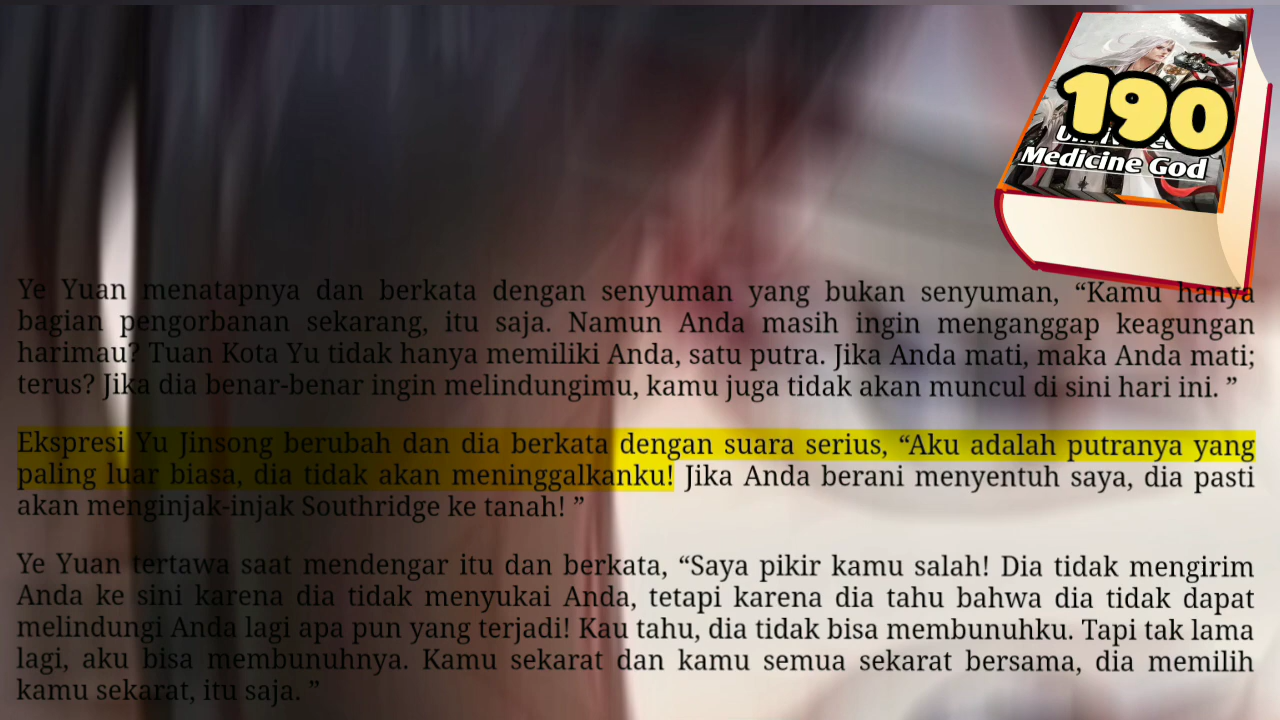 190
Medicine God
Ye Yuan menatapnya dan berkata dengan senyuman yang bukan senyuman, “Kamu hanya
bagian pengorbanan sekarang, itu saja. Namun Anda masih ingin menganggap keagungan
harimau? Tuan Kota Yu tidak hanya memiliki Anda, satu putra. Jika Anda mati, maka Anda mati;
terus? Jika dia benar-benar ingin melindungimu, kamu juga tidak akan muncul di sini hari ini. ”
Ekspresi Yu Jinsong berubah dan dia berkata dengan suara serius, “Aku adalah putranya yang
paling luar biasa, dia tidak akan meninggalkanku! Jika Anda berani menyentuh saya, dia pasti
akan menginjak-injak Southridge ke tanah! ”
Ye Yuan tertawa saat mendengar itu dan berkata, “Saya pikir kamu salah! Dia tidak mengirim
Anda ke sini karena dia tidak menyukai Anda, tetapi karena dia tahu bahwa dia tidak dapat
melindungi Anda lagi apa pun yang terjadi! Kau tahu, dia tidak bisa membunuhku. Tapi tak lama
lagi, aku bisa membunuhnya. Kamu sekarat dan kamu semua sekarat bersama, dia memilih
kamu sekarat, itu saja. ”